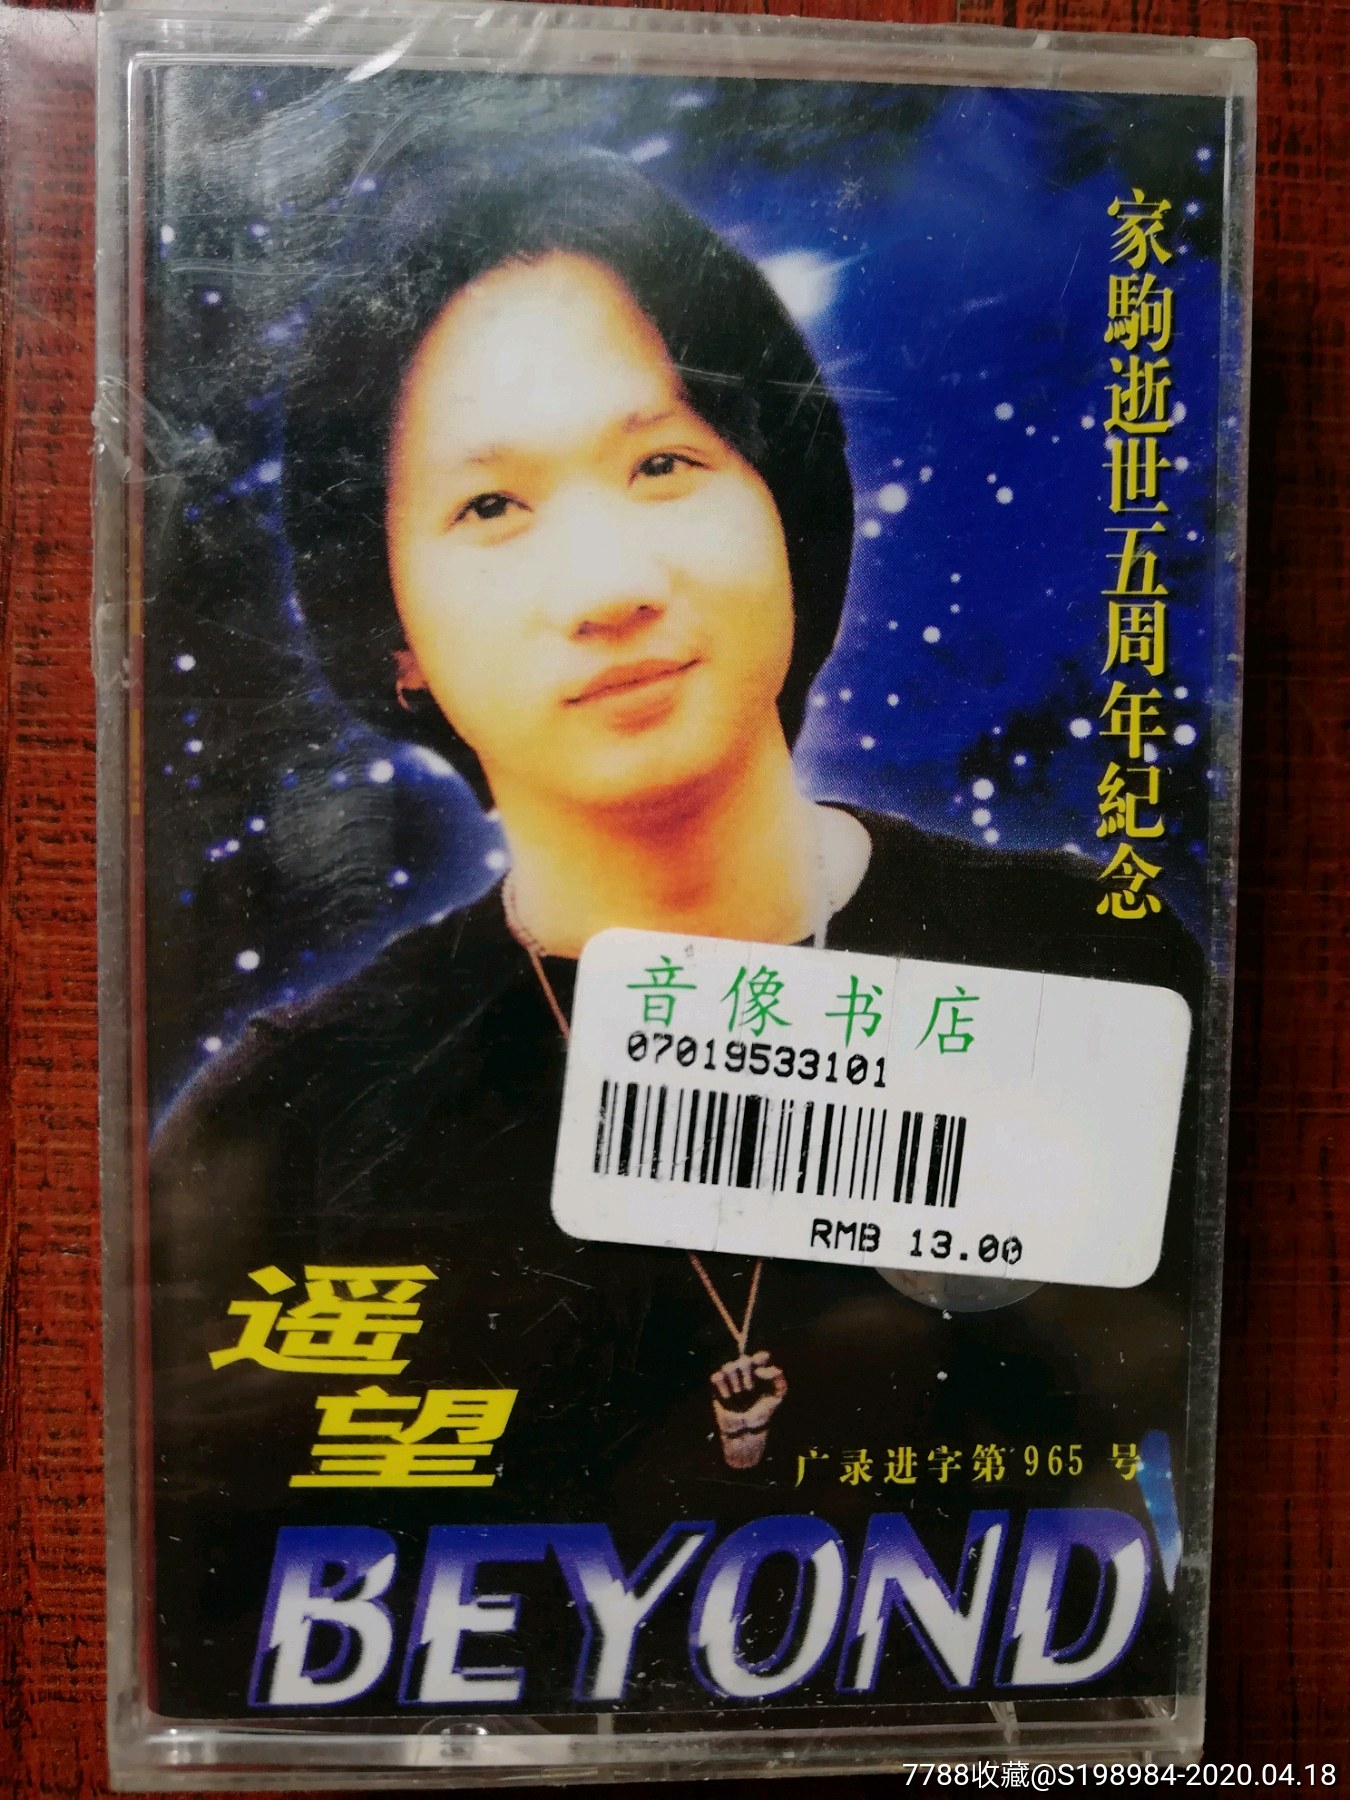 家駒逝世五周年紀念
音像书店
07019533101
RMB 13.00
遥
望
广录进字第965号
BEYOND
7788收藏@S198984-2020.04.18